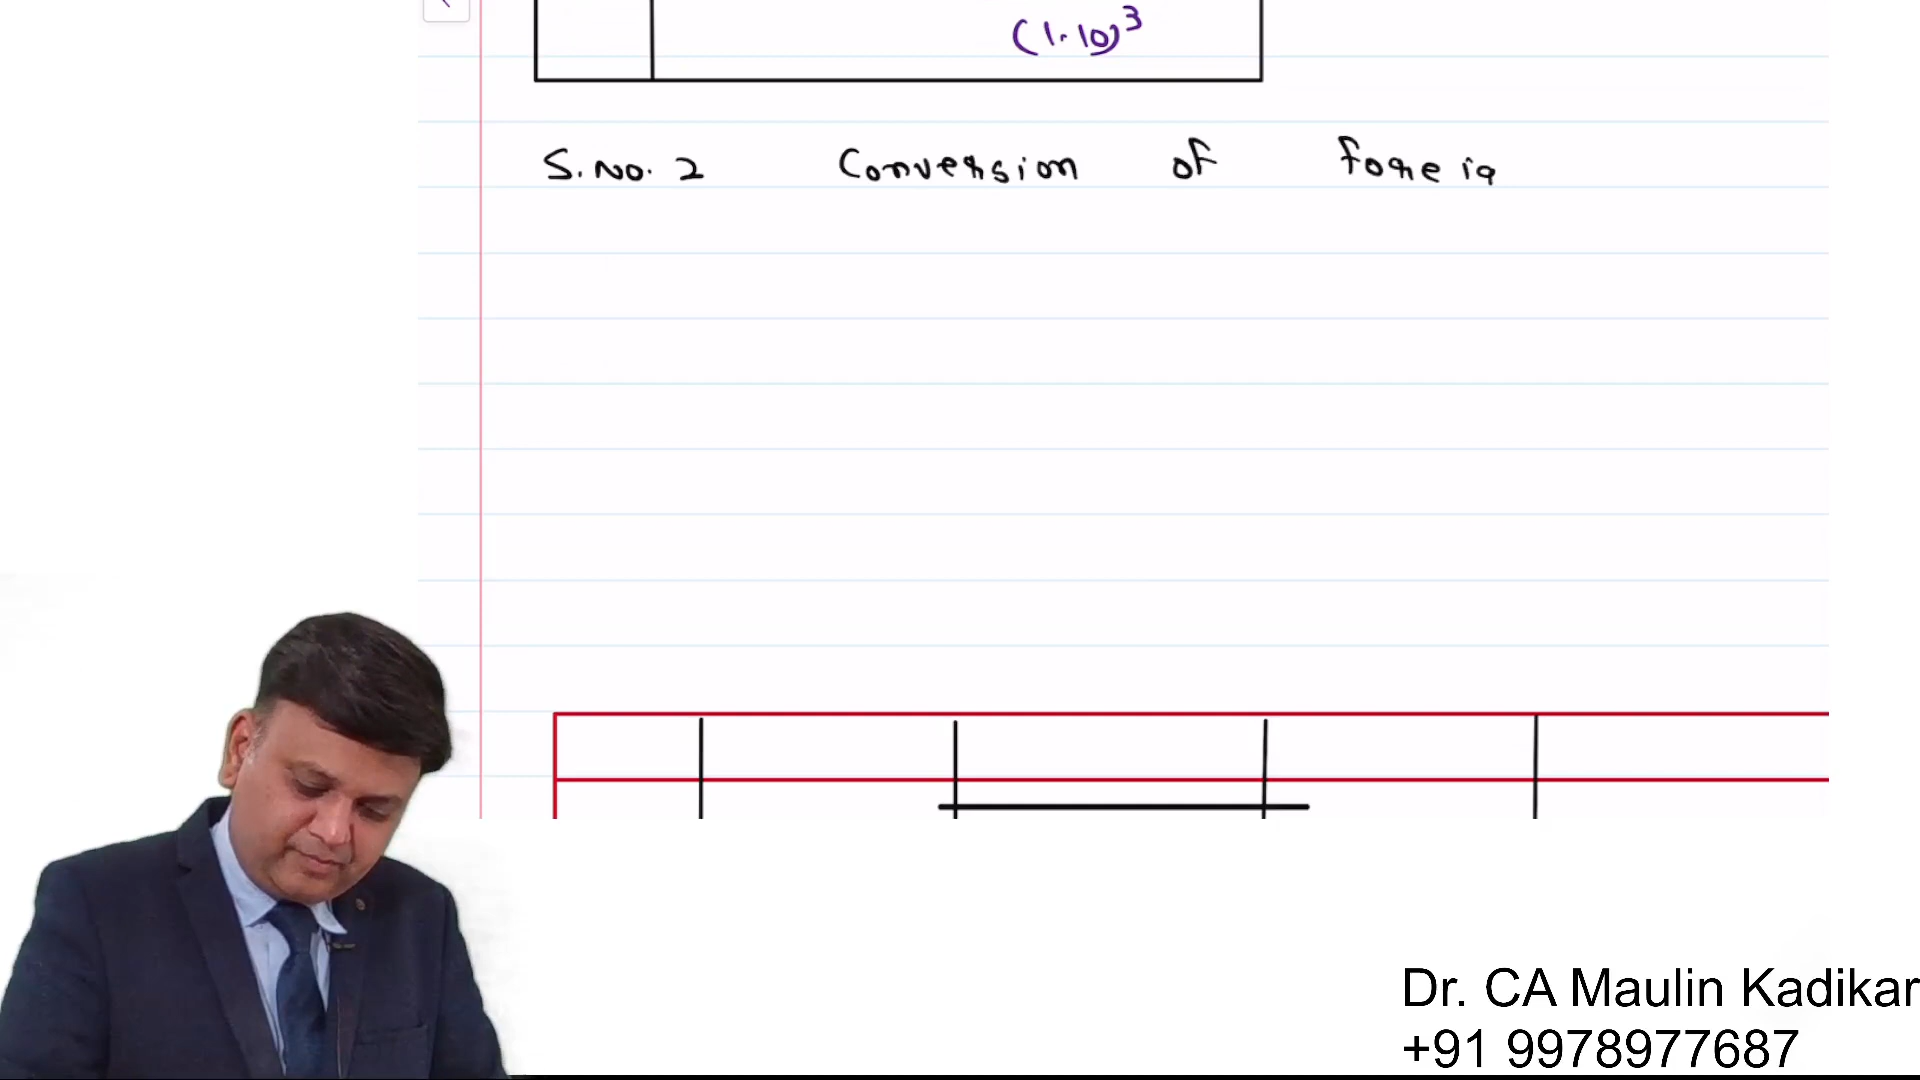 (1.10)³
S.No. 2 Conversion of foreig
Dr. CA Maulin Kadikar
+91 9978977687